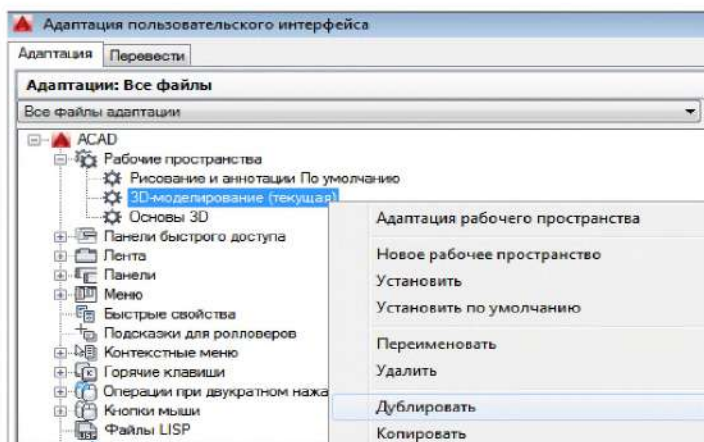 Адаптация пользовательского интерфейса
Адаптация
Перевести
Адаптации: Все файлы
Все файлы адаптации
ACAD
Рабочие пространства
Рисование и аннотации По умолчанию
3D-моделирование (текущая)
Основы 3D
Панели быстрого доступа
Лента
Панели
Меню
Быстрые свойства
Подсказки для ролловеров
Контекстные меню
Горячие клавиши
Операции при двукратном нажа
Кнопки мыши
Файлы LISP
Адаптация рабочего пространства
Новое рабочее пространство
Установить
Установить по умолчанию
Переименовать
Удалить
Дублировать
Копировать